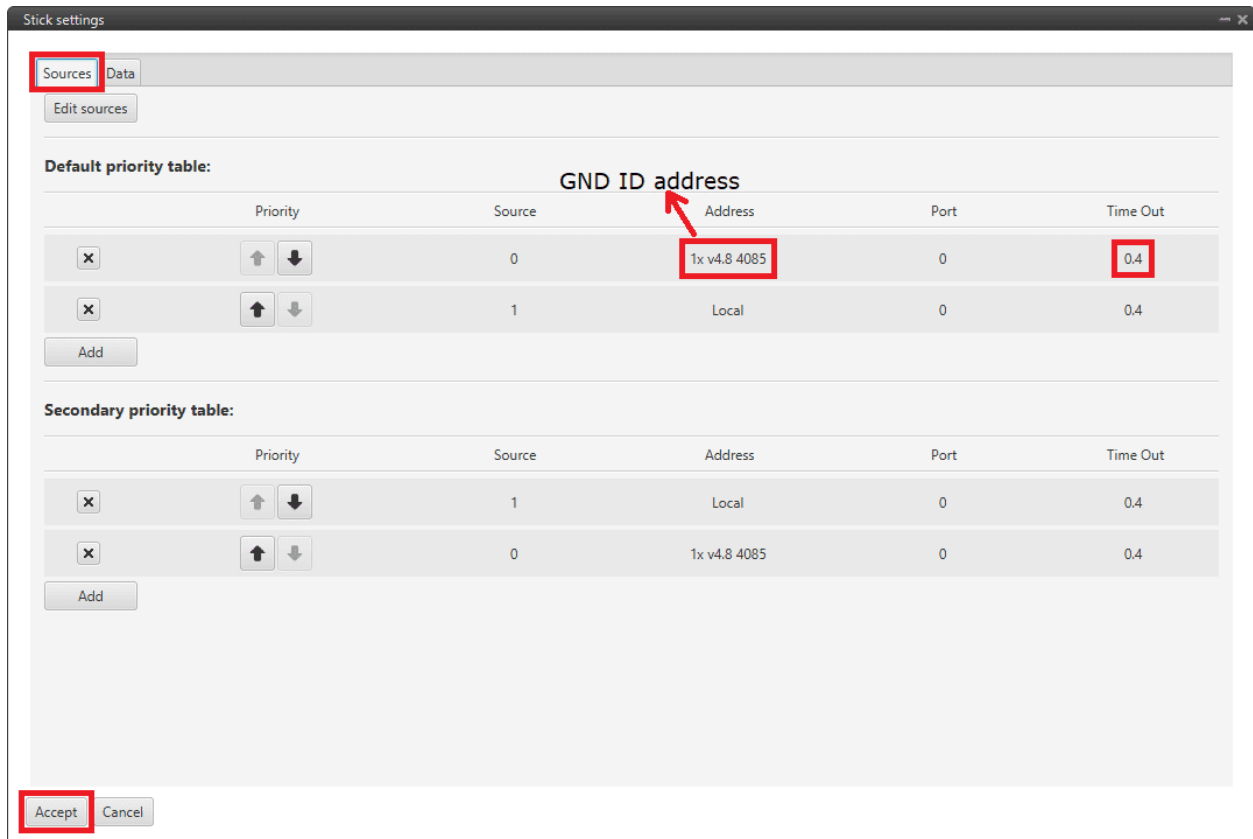 Stick settings
Sources Data
Edit sources
Default priority table:
GND ID address
Priority Source Address Port Time Out
0 1x v4.8 4085 0 0.4
1 Local 0 0.4
Add
Secondary priority table:
Priority Source Address Port Time Out
1 Local 0 0.4
0 1x v4.8 4085 0 0.4
Add
Accept Cancel